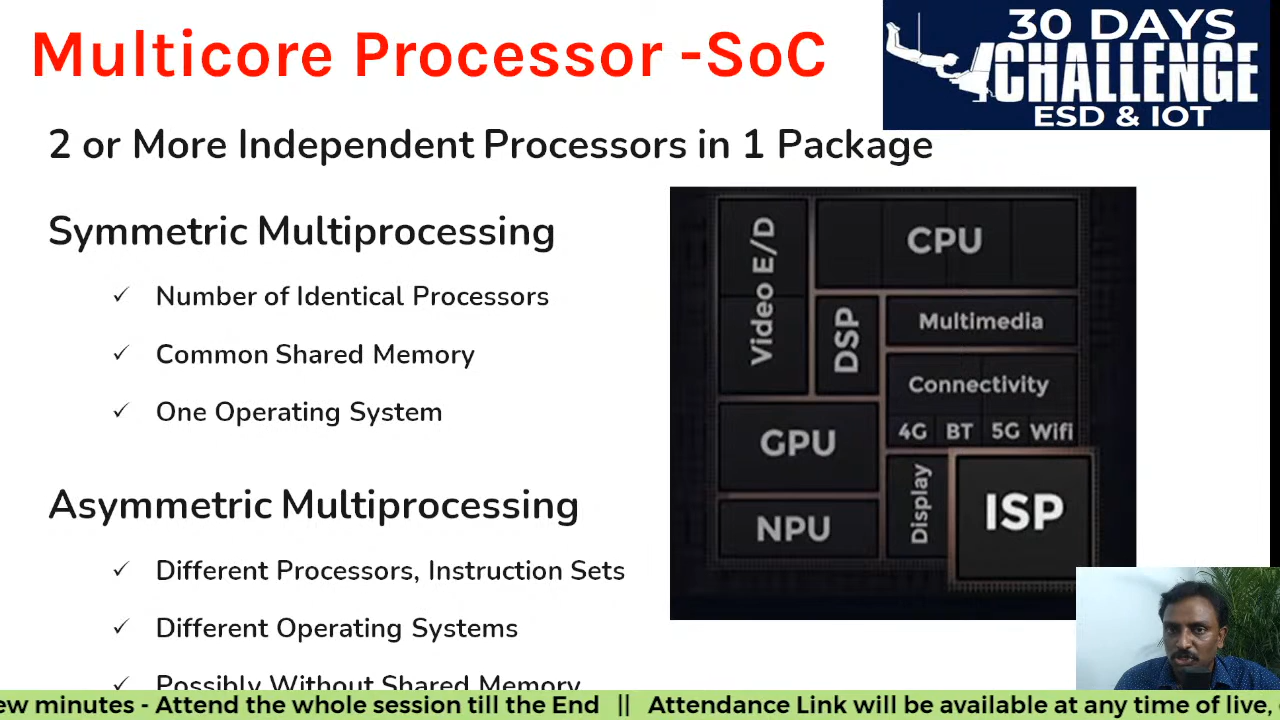 Multicore Processor -SoC
30 DAYS
CHALLENGE
ESD & IOT
2 or More Independent Processors in 1 Package
Symmetric Multiprocessing
✓ Number of Identical Processors
✓ Common Shared Memory
✓ One Operating System
Asymmetric Multiprocessing
✓ Different Processors, Instruction Sets
✓ Different Operating Systems
✓ Possibly Without Shared Memory
Video E/D
CPU
DSP
Multimedia
Connectivity
4G BT 5G Wifi
GPU
Display
ISP
NPU
minutes - Attend the whole session till the End || Attendance Link will be available at any time of live,